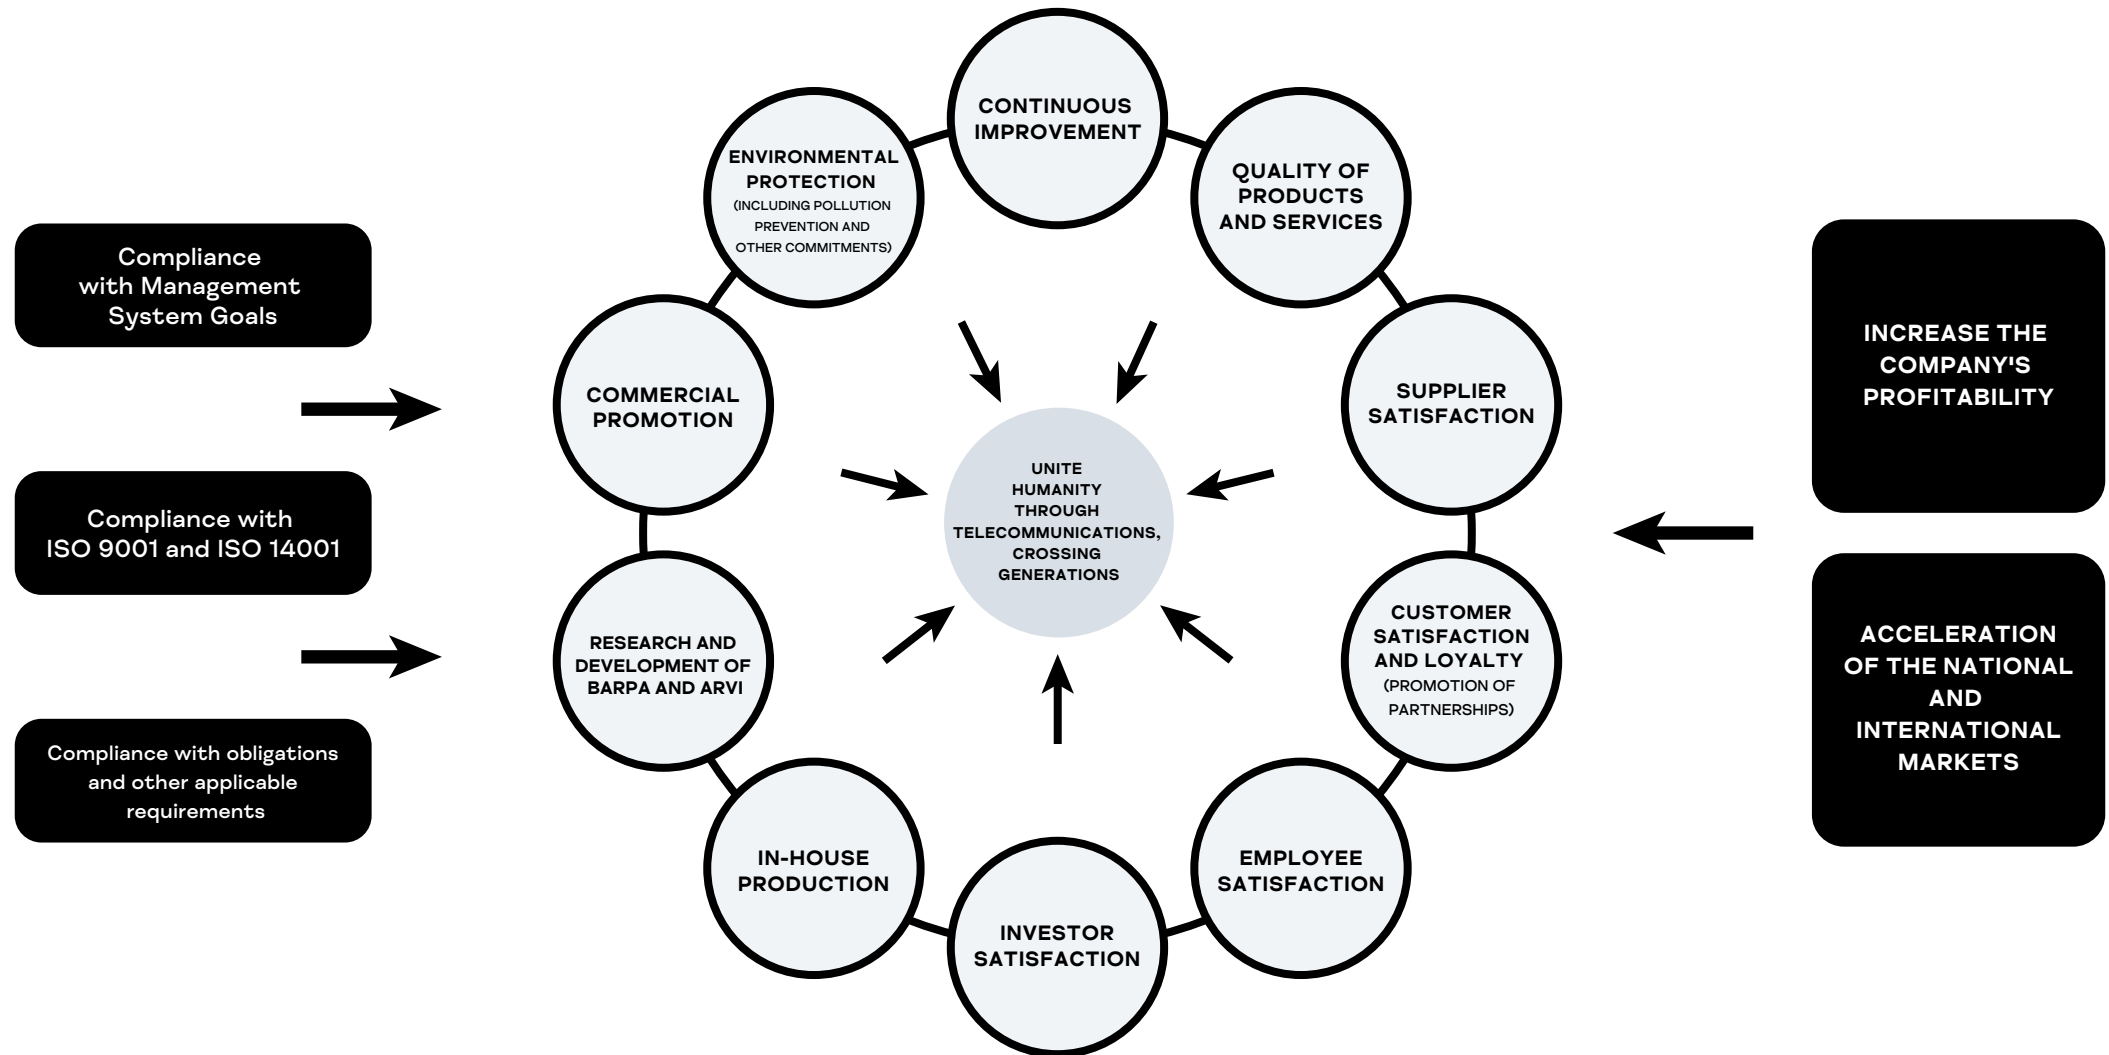 Compliance
with Management
System Goals
Compliance with
ISO 9001 and ISO 14001
Compliance with obligations
and other applicable
requirements
CONTINUOUS
IMPROVEMENT
QUALITY OF
PRODUCTS
AND SERVICES
SUPPLIER
SATISFACTION
CUSTOMER
SATISFACTION
AND LOYALTY
(PROMOTION OF
PARTNERSHIPS)
EMPLOYEE
SATISFACTION
INVESTOR
SATISFACTION
IN-HOUSE
PRODUCTION
RESEARCH AND
DEVELOPMENT OF
BARPA AND ARVI
COMMERCIAL
PROMOTION
ENVIRONMENTAL
PROTECTION
(INCLUDING POLLUTION
PREVENTION AND
OTHER COMMITMENTS)
UNITE
HUMANITY
THROUGH
TELECOMMUNICATIONS,
CROSSING
GENERATIONS
INCREASE THE
COMPANY'S
PROFITABILITY
ACCELERATION
OF THE NATIONAL
AND
INTERNATIONAL
MARKETS